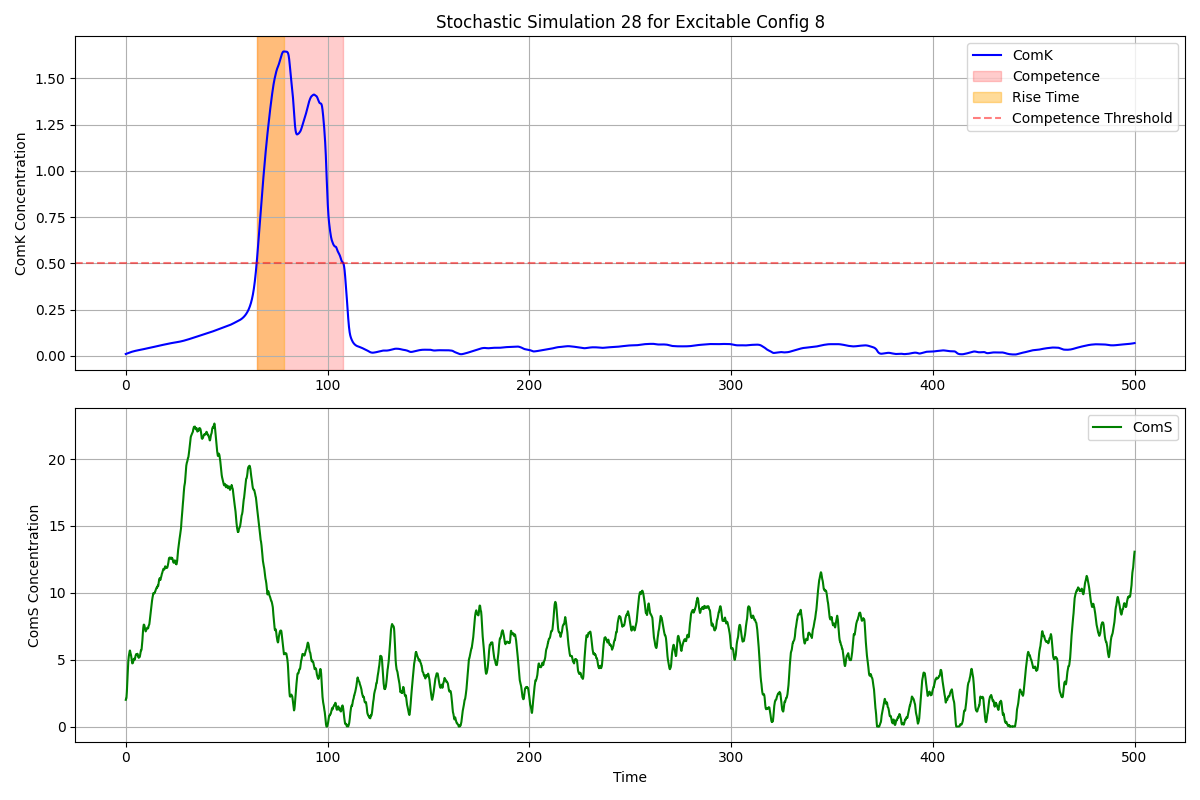 Stochastic Simulation 28 for Excitable Config 8
ComK Concentration
1.50
1.25
1.00
0.75
0.50
0.25
0.00
ComK
Competence
Rise Time
Competence Threshold
0 100 200 300 400 500
ComS Concentration
20
15
10
5
0
ComS
0 100 200 300 400 500
Time